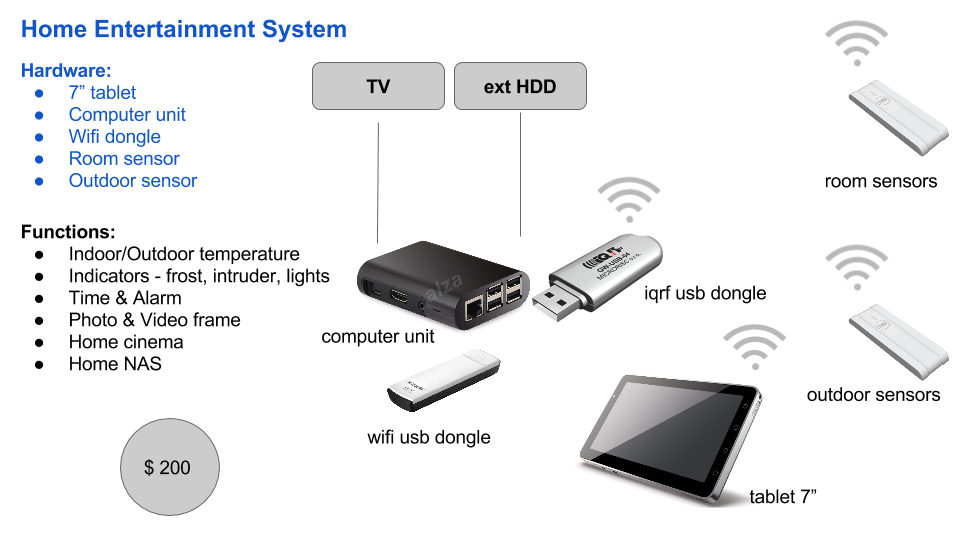 Home Entertainment System
Hardware:
● 7” tablet
● Computer unit
● Wifi dongle
● Room sensor
● Outdoor sensor
Functions:
● Indoor/Outdoor temperature
● Indicators - frost, intruder, lights
● Time & Alarm
● Photo & Video frame
● Home cinema
● Home NAS
$ 200
TV
ext HDD
alza
computer unit
wifi usb dongle
IQRF
GW-USB-04
MICRORISC s.r.o.
iqrf usb dongle
tablet 7”
room sensors
outdoor sensors